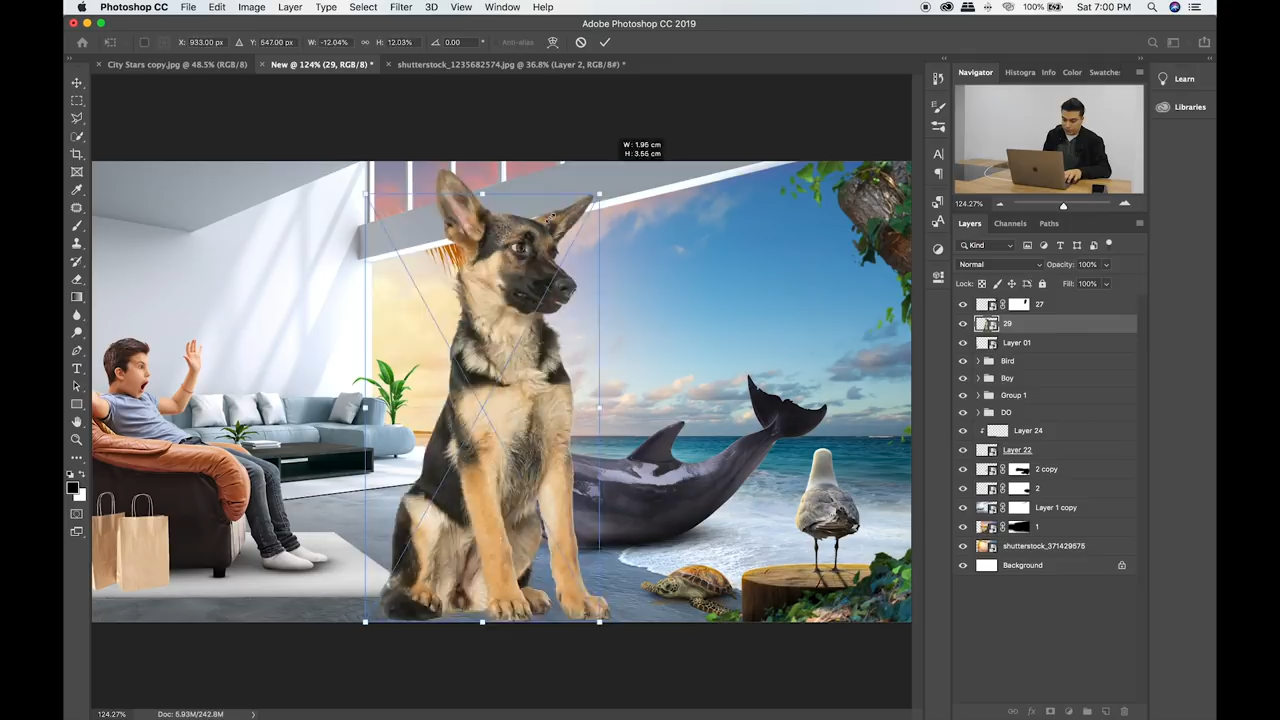 Photoshop CC File Edit Image Layer Type Select Filter 3D View Window Help 100% Sat 7:00 PM
Adobe Photoshop CC 2019
X: 933.00 px Y: 547.00 px W: -12.04% H: 12.03% 0.00 ° Anti-alias
× City Stars copy.jpg @ 48.5% (RGB/8) × New @ 124% (29, RGB/8) * × shutterstock_1235682574.jpg @ 36.8% (Layer 2, RGB/8#) *
Navigator Histogra Info Color Swatche
Learn
Libraries
W: 1.95 cm
H: 3.55 cm
124.27%
Layers Channels Paths
Kind
Normal Opacity: 100%
Lock: Fill: 100%
27
29
Layer 01
Bird
Boy
Group 1
DO
Layer 24
Layer 22
2 copy
2
Layer 1 copy
1
shutterstock_371429575
Background
124.27% Doc: 5.93M/242.8M